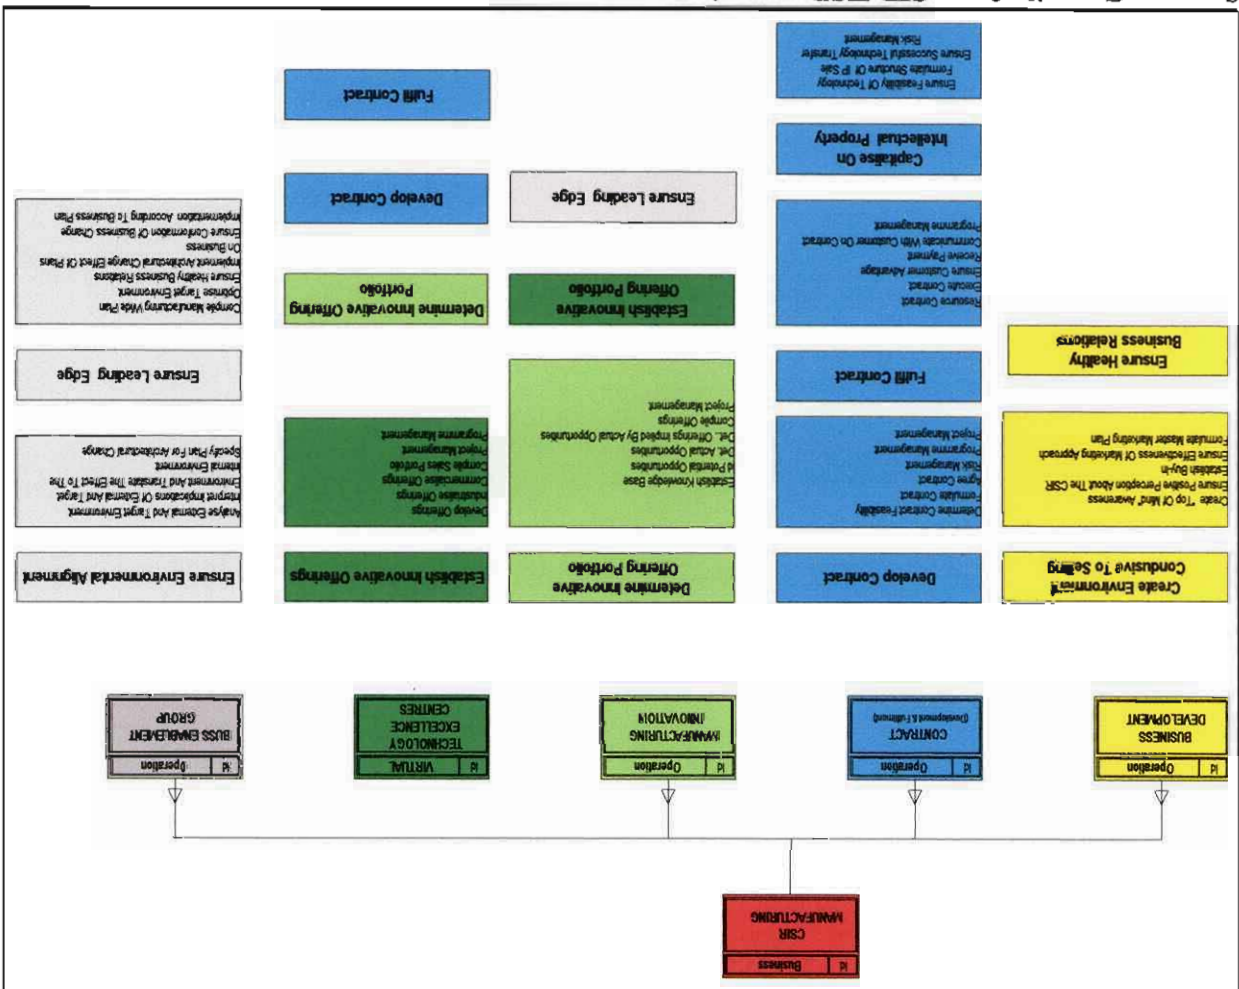 id Business
CSIR
MANUFACTURING
id Operation
BUSINESS
DEVELOPMENT
id Operation
CONTRACT
(Development & Fulfilment)
id Operation
MANUFACTURING
INNOVATION
id VIRTUAL
TECHNOLOGY
EXCELLENCE
CENTRES
id Operation
BUSS ENABLEMENT
GROUP
Create Environment
Condusive To Selling
Create "Top Of Mind" Awareness
Ensure Positive Perception About The CSIR
Establish Buy-In
Ensure Effectiveness Of Marketing Approach
Formulate Master Marketing Plan
Ensure Healthy
Business Relations
Develop Contract
Determine Contract Feasibility
Formulate Contract
Agree Contract
Risk Management
Programme Management
Project Management
Fulfil Contract
Resource Contract
Execute Contract
Ensure Customer Advantage
Receive Payment
Communicate With Customer On Contract
Programme Management
Capitalise On
Intellectual Property
Ensure Feasibility Of Technology
Formulate Structure Of IP Sale
Ensure Successful Technology Transfer
Risk Management
Determine Innovative
Offering Portfolio
Establish Knowledge Base
Id Potential Opportunities
Det. Actual Opportunities
Det.. Offerings Implied By Actual Opportunities
Compile Offerings
Project Management
Establish Innovative
Offering Portfolio
Ensure Leading Edge
Establish Innovative Offerings
Develop Offerings
Industrialise Offerings
Commercialise Offerings
Compile Sales Portfolio
Project Management
Programme Management
Determine Innovative Offering
Portfolio
Develop Contract
Fulfil Contract
Ensure Environmental Alignment
Analyse External And Target Environment
Interpret Implications Of External And Target
Environment And Translate The Effect To The
Internal Environment
Specify Plan For Architectural Change
Ensure Leading Edge
Compile Manufacturing Wide Plan
Optimise Target Environment
Ensure Healthy Business Relations
Implement Architectural Change Effect Of Plans
On Business
Ensure Conformation Of Business Change
Implementation According To Business Plan